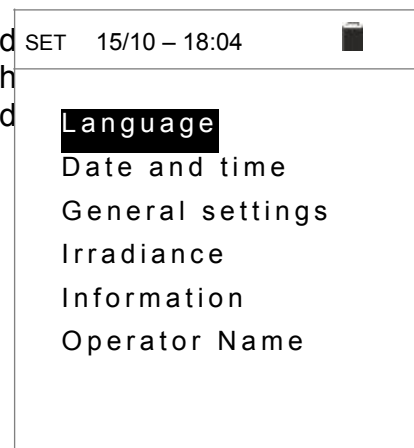 d
SET 15/10 – 18:04
h
d
Language
Date and time
General settings
Irradiance
Information
Operator Name